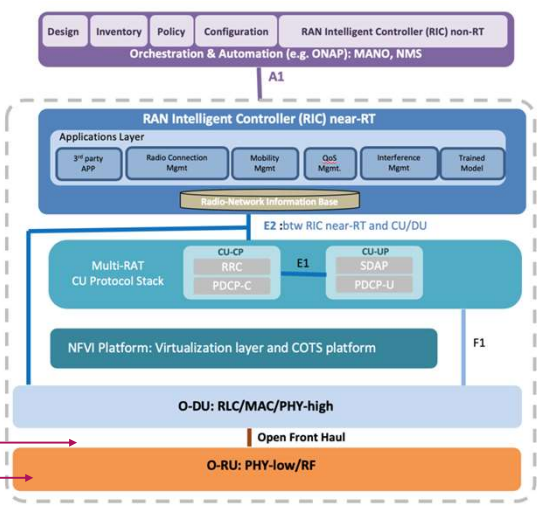 Design Inventory Policy Configuration RAN Intelligent Controller (RIC) non-RT
Orchestration & Automation (e.g. ONAP): MANO, NMS
A1
RAN Intelligent Controller (RIC) near-RT
Applications Layer
3rd party
APP
Radio Connection
Mgmt
Mobility
Mgmt
QoS
Mgmt.
Interference
Mgmt
Trained
Model
Radio-Network Information Base
E2 :btw RIC near-RT and CU/DU
Multi-RAT
CU Protocol Stack
CU-CP
RRC
PDCP-C
E1
CU-UP
SDAP
PDCP-U
NFVI Platform: Virtualization layer and COTS platform
F1
O-DU: RLC/MAC/PHY-high
Open Front Haul
O-RU: PHY-low/RF